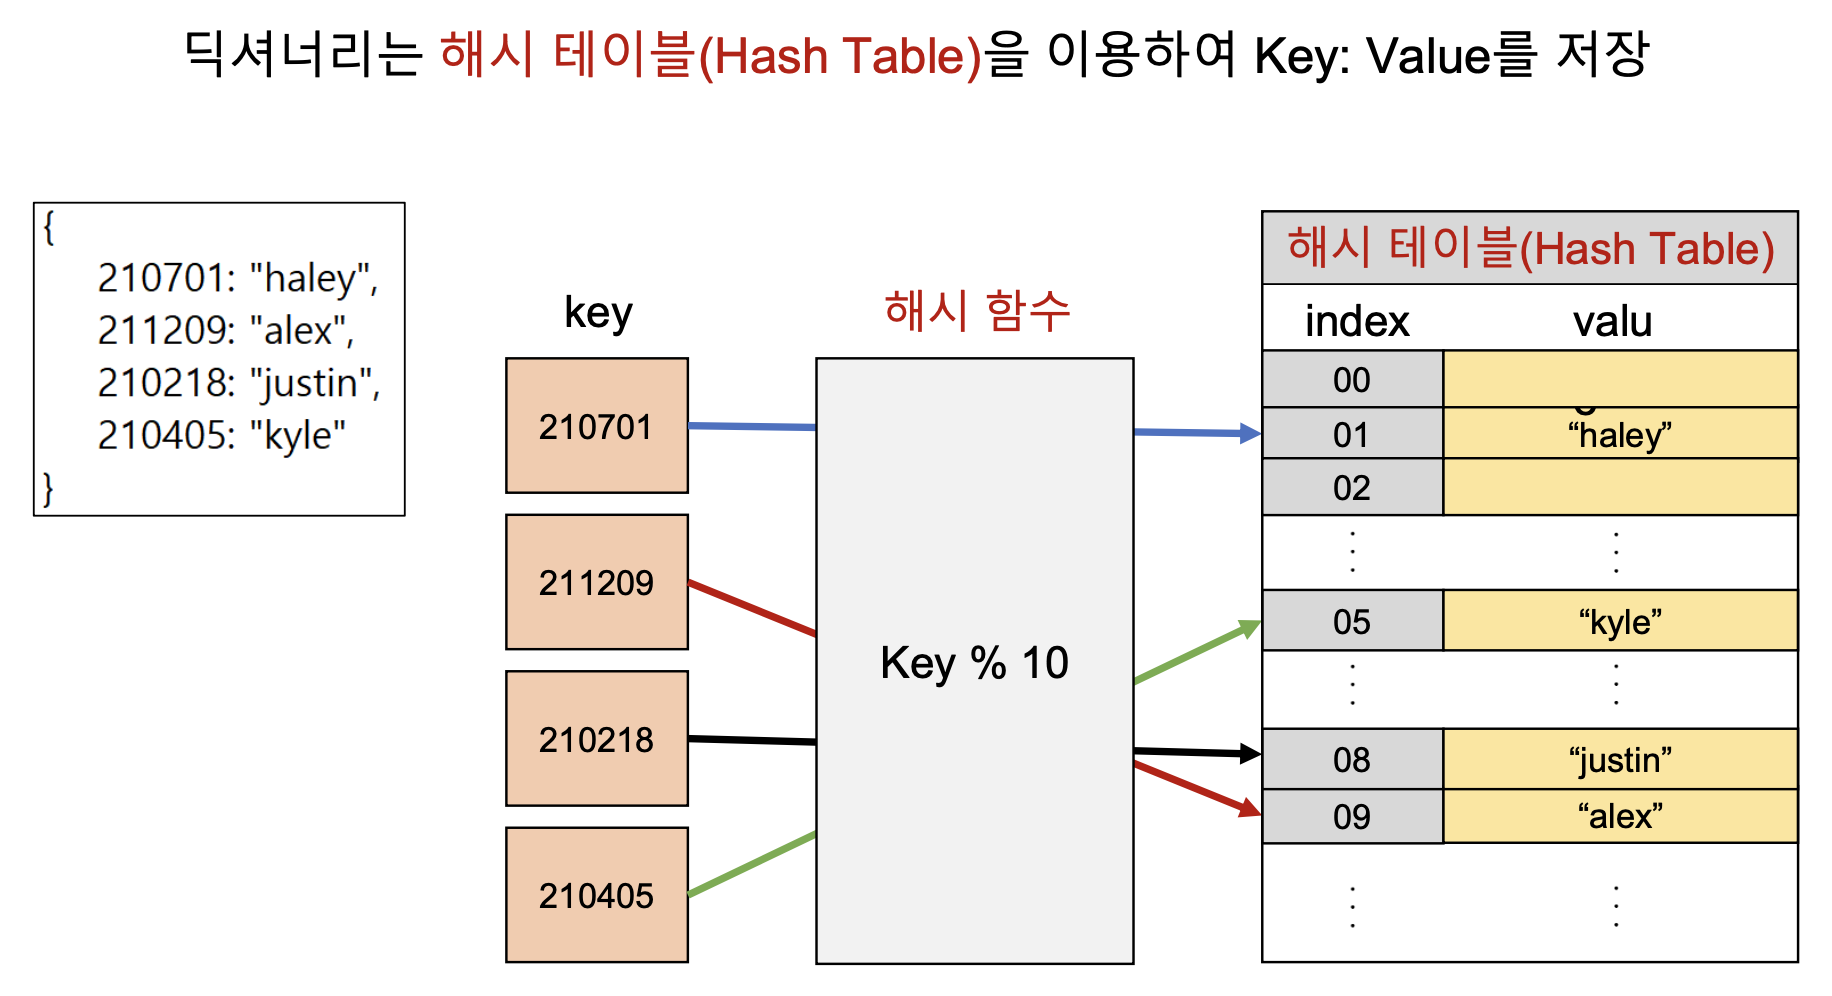 딕셔너리는 해시 테이블(Hash Table)을 이용하여 Key: Value를 저장
{
210701: "haley",
211209: "alex",
210218: "justin",
210405: "kyle"
}
key
210701
211209
210218
210405
해시 함수
Key % 10
해시 테이블(Hash Table)
index valu
00
01 “haley”
02
05 “kyle”
08 “justin”
09 “alex”